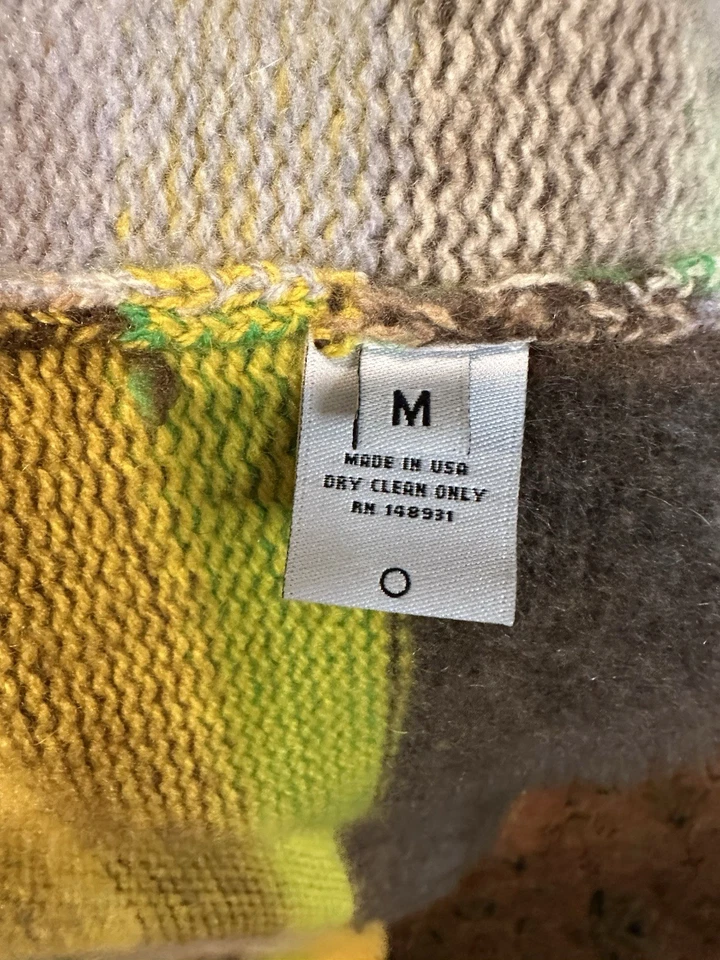 M
MADE IN USA
DRY CLEAN ONLY
RN 148931